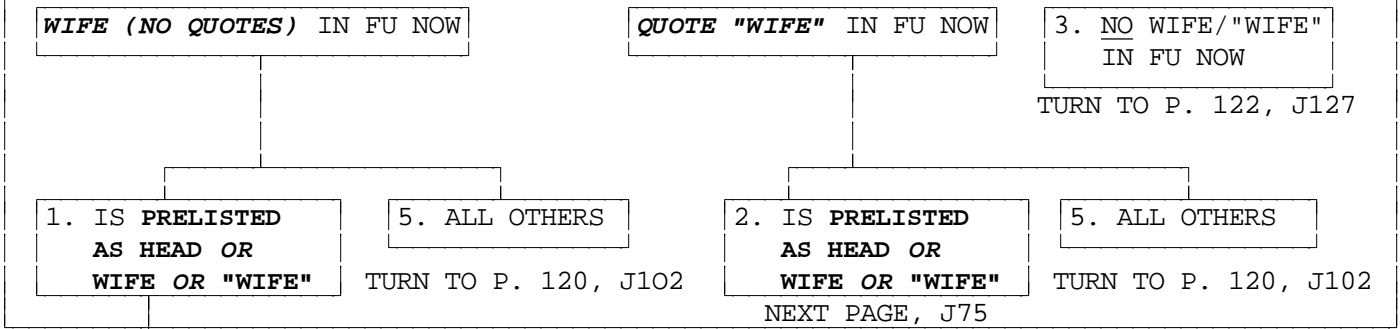 WIFE (NO QUOTES) IN FU NOW
QUOTE "WIFE" IN FU NOW
3. NO WIFE/"WIFE"
IN FU NOW
TURN TO P. 122, J127
1. IS PRELISTED
AS HEAD OR
WIFE OR "WIFE"
5. ALL OTHERS
TURN TO P. 120, J1O2
2. IS PRELISTED
AS HEAD OR
WIFE OR "WIFE"
NEXT PAGE, J75
5. ALL OTHERS
TURN TO P. 120, J102